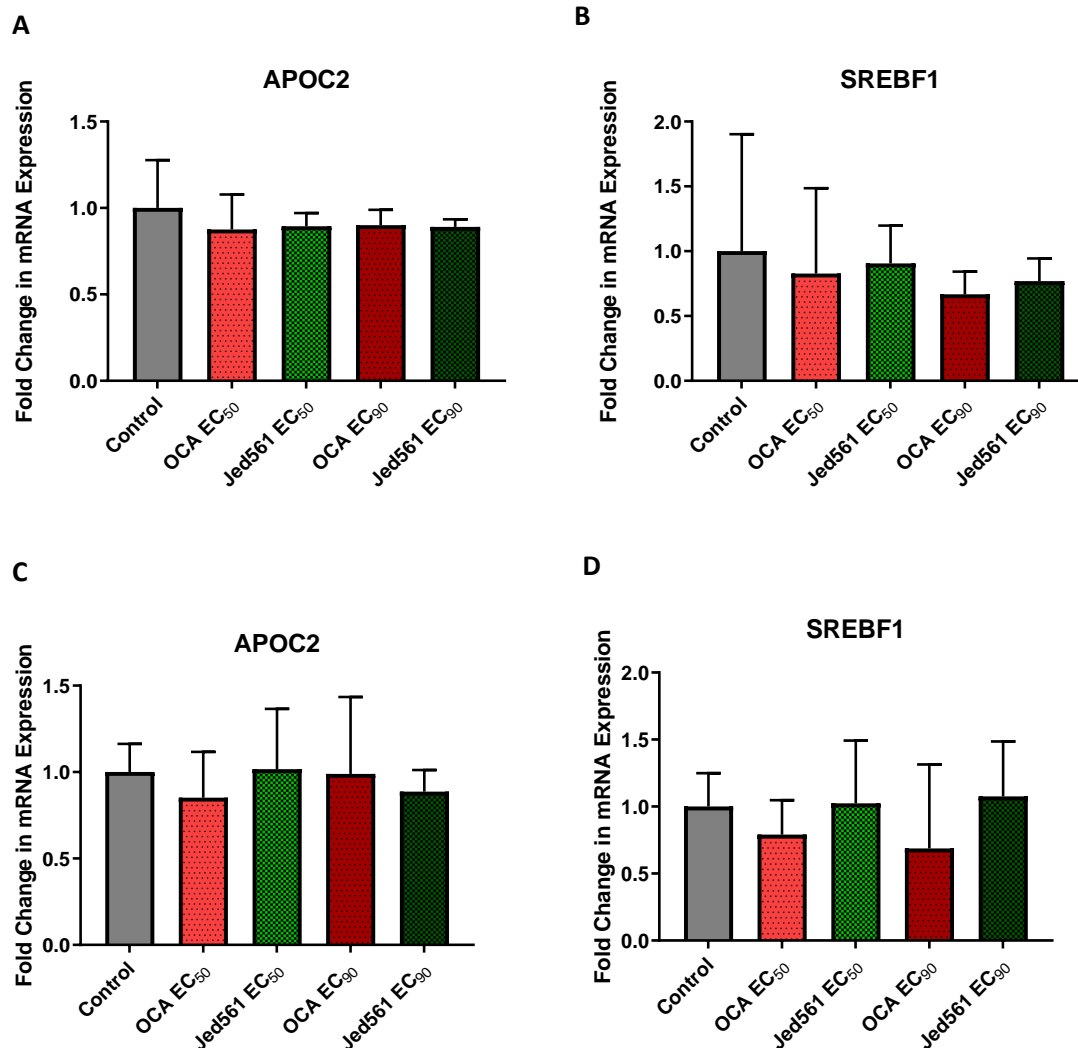 A
APOC2
Fold Change in mRNA Expression
1.5
1.0
0.5
0.0
Control
OCA EC₅₀
Jed561 EC₅₀
OCA EC₉₀
Jed561 EC₉₀
B
SREBF1
Fold Change in mRNA Expression
2.0
1.5
1.0
0.5
0.0
Control
OCA EC₅₀
Jed561 EC₅₀
OCA EC₉₀
Jed561 EC₉₀
C
APOC2
Fold Change in mRNA Expression
1.5
1.0
0.5
0.0
Control
OCA EC₅₀
Jed561 EC₅₀
OCA EC₉₀
Jed561 EC₉₀
D
SREBF1
Fold Change in mRNA Expression
2.0
1.5
1.0
0.5
0.0
Control
OCA EC₅₀
Jed561 EC₅₀
OCA EC₉₀
Jed561 EC₉₀